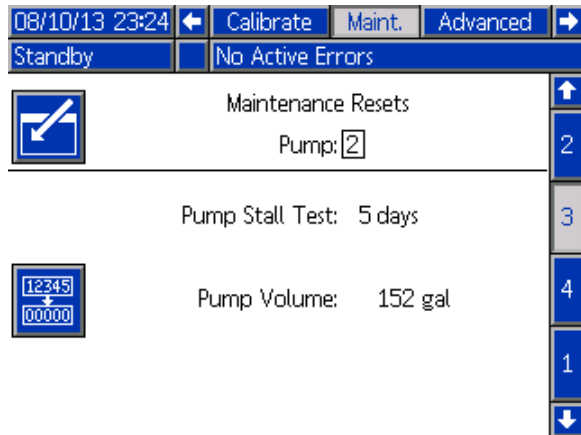 08/10/13 23:24 Calibrate Maint. Advanced
Standby No Active Errors
Maintenance Resets
Pump: 2
2
Pump Stall Test: 5 days
3
12345
00000
Pump Volume: 152 gal
4
1